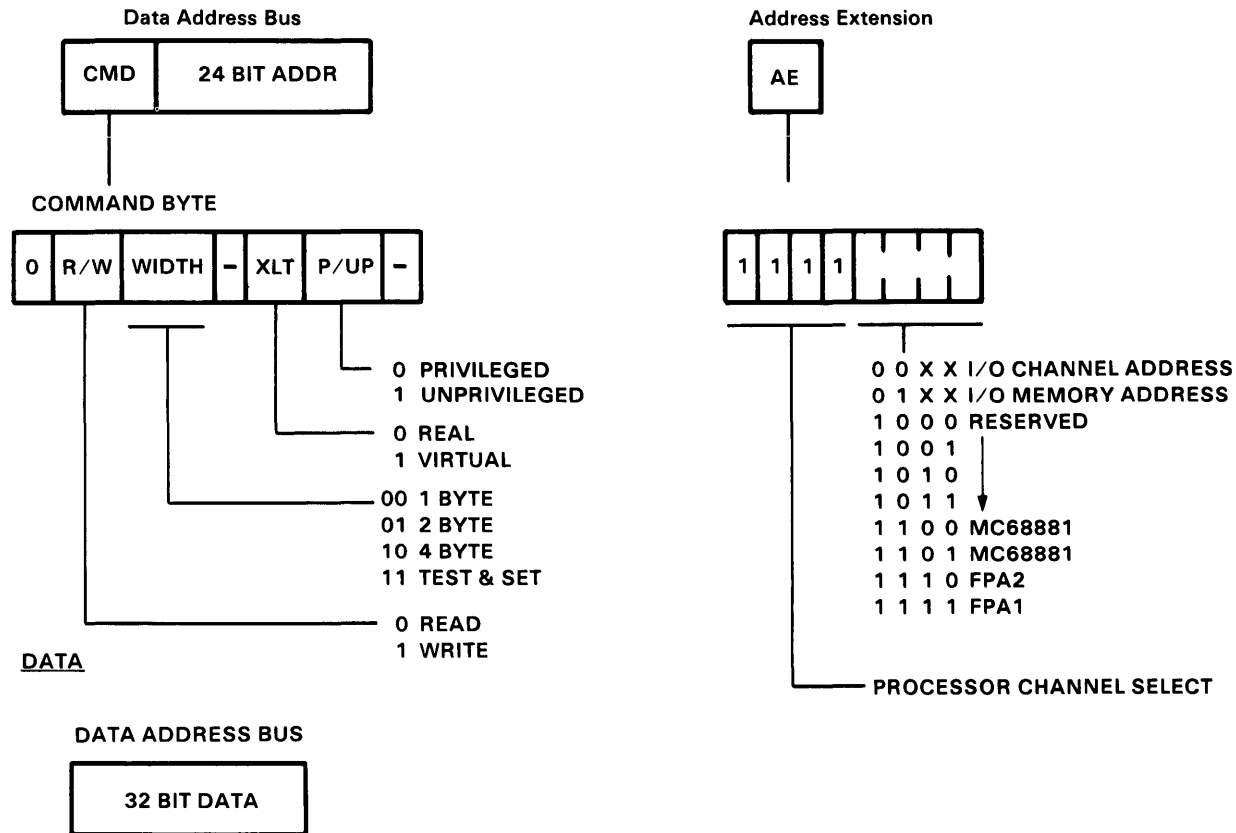 Data Address Bus
Address Extension
CMD 24 BIT ADDR
AE
COMMAND BYTE
0 R/W WIDTH - XLT P/UP -
1 1 1 1
0 PRIVILEGED
1 UNPRIVILEGED
0 REAL
1 VIRTUAL
00 1 BYTE
01 2 BYTE
10 4 BYTE
11 TEST & SET
0 READ
1 WRITE
0 0 X X I/O CHANNEL ADDRESS
0 1 X X I/O MEMORY ADDRESS
1 0 0 0 RESERVED
1 0 0 1
1 0 1 0
1 0 1 1
1 1 0 0 MC68881
1 1 0 1 MC68881
1 1 1 0 FPA2
1 1 1 1 FPA1
PROCESSOR CHANNEL SELECT
DATA
DATA ADDRESS BUS
32 BIT DATA